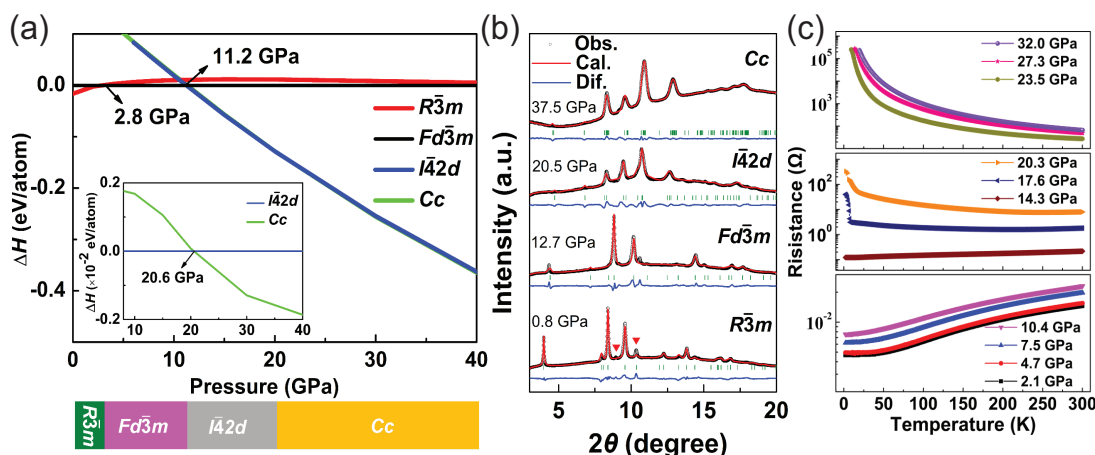 (a)
0.0
-0.2
-0.4
ΔH (eV/atom)
11.2 GPa
2.8 GPa
R3̄m
Fd3̄m
I4̄2d
Cc
0.2
0.0
-0.2
ΔH (×10⁻² eV/atom)
I4̄2d
Cc
20.6 GPa
10 20 30 40
0 10 20 30 40
Pressure (GPa)
R3̄m Fd3̄m I4̄2d Cc
(b)
Intensity (a.u.)
Obs.
Cal.
Dif.
Cc
37.5 GPa
I4̄2d
20.5 GPa
Fd3̄m
12.7 GPa
R3̄m
0.8 GPa
5 10 15 20
2θ (degree)
(c)
Risistance (Ω)
10⁵
10³
32.0 GPa
27.3 GPa
23.5 GPa
10²
10⁰
20.3 GPa
17.6 GPa
14.3 GPa
10⁻²
10.4 GPa
7.5 GPa
4.7 GPa
2.1 GPa
0 50 100 150 200 250 300
Temperature (K)